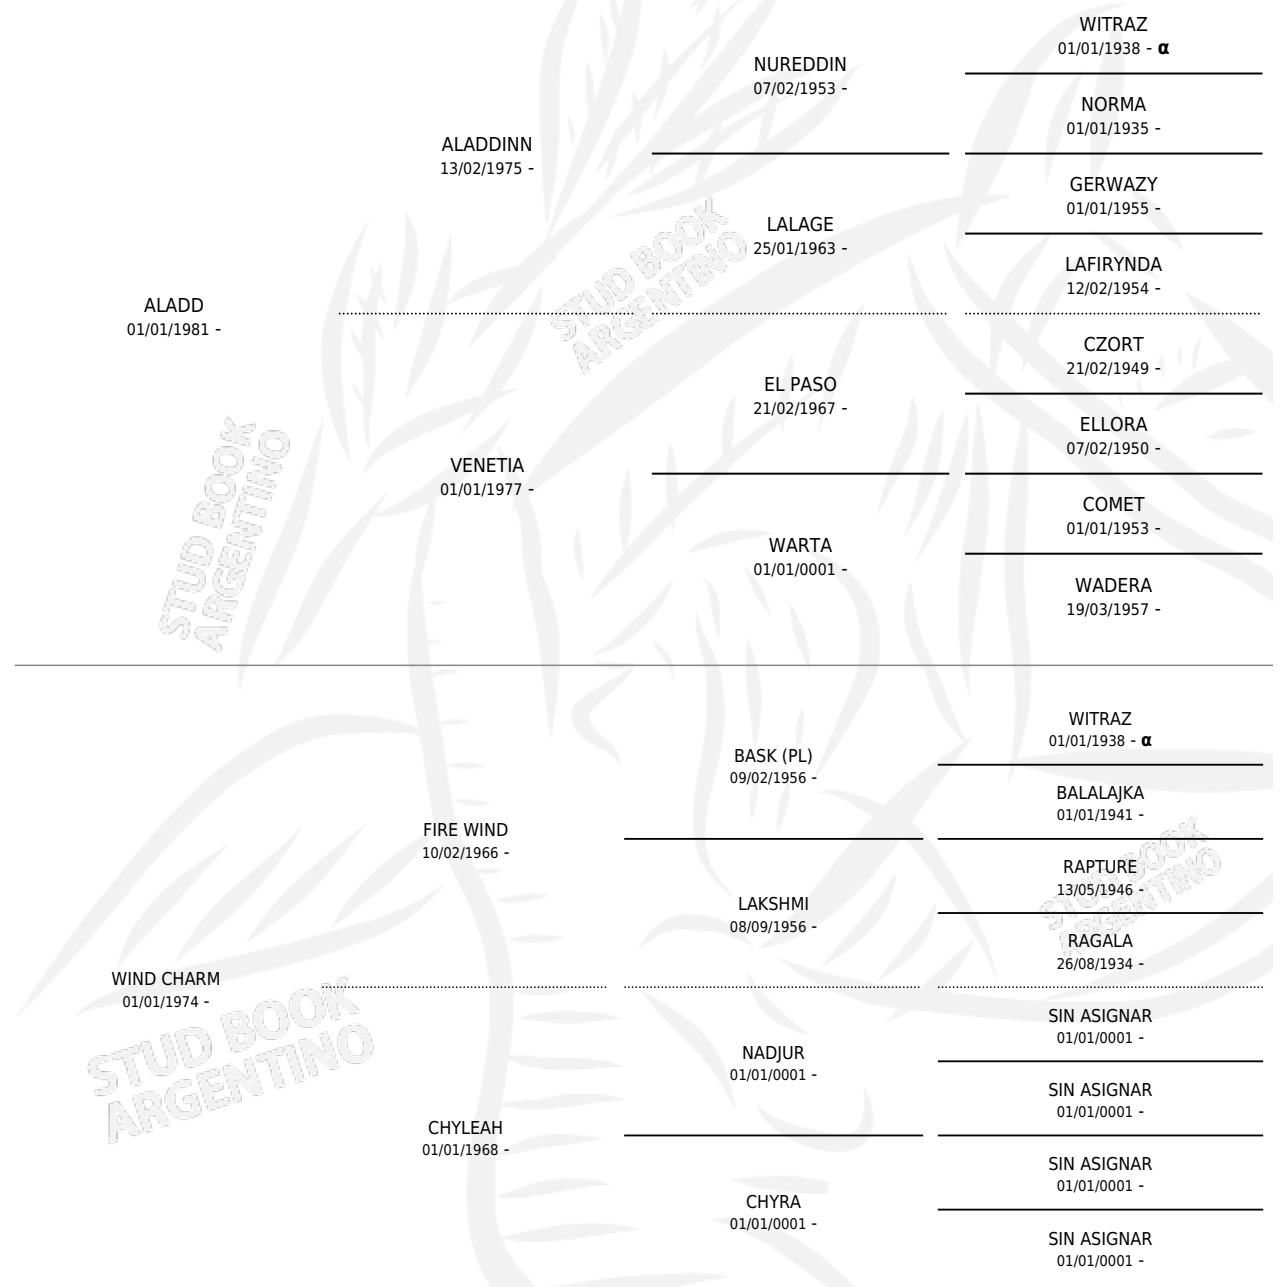 WITRAZ
01/01/1938 - α
NUREDDIN
07/02/1953 -
NORMA
01/01/1935 -
ALADDINN
13/02/1975 -
GERWAZY
01/01/1955 -
LALAGE
25/01/1963 -
LAFIRYNDA
12/02/1954 -
ALADD
01/01/1981 -
CZORT
21/02/1949 -
EL PASO
21/02/1967 -
ELLORA
07/02/1950 -
VENETIA
01/01/1977 -
COMET
01/01/1953 -
WARTA
01/01/0001 -
WADERA
19/03/1957 -
STUD BOOK
ARGENTINO
STUD BOOK
ARGENTINO
WITRAZ
01/01/1938 - α
BASK (PL)
09/02/1956 -
BALALAJKA
01/01/1941 -
FIRE WIND
10/02/1966 -
RAPTURE
13/05/1946 -
LAKSHMI
08/09/1956 -
RAGALA
26/08/1934 -
WIND CHARM
01/01/1974 -
SIN ASIGNAR
01/01/0001 -
NADJUR
01/01/0001 -
SIN ASIGNAR
01/01/0001 -
CHYLEAH
01/01/1968 -
SIN ASIGNAR
01/01/0001 -
CHYRA
01/01/0001 -
SIN ASIGNAR
01/01/0001 -
STUD BOOK
ARGENTINO
STUD BOOK
ARGENTINO